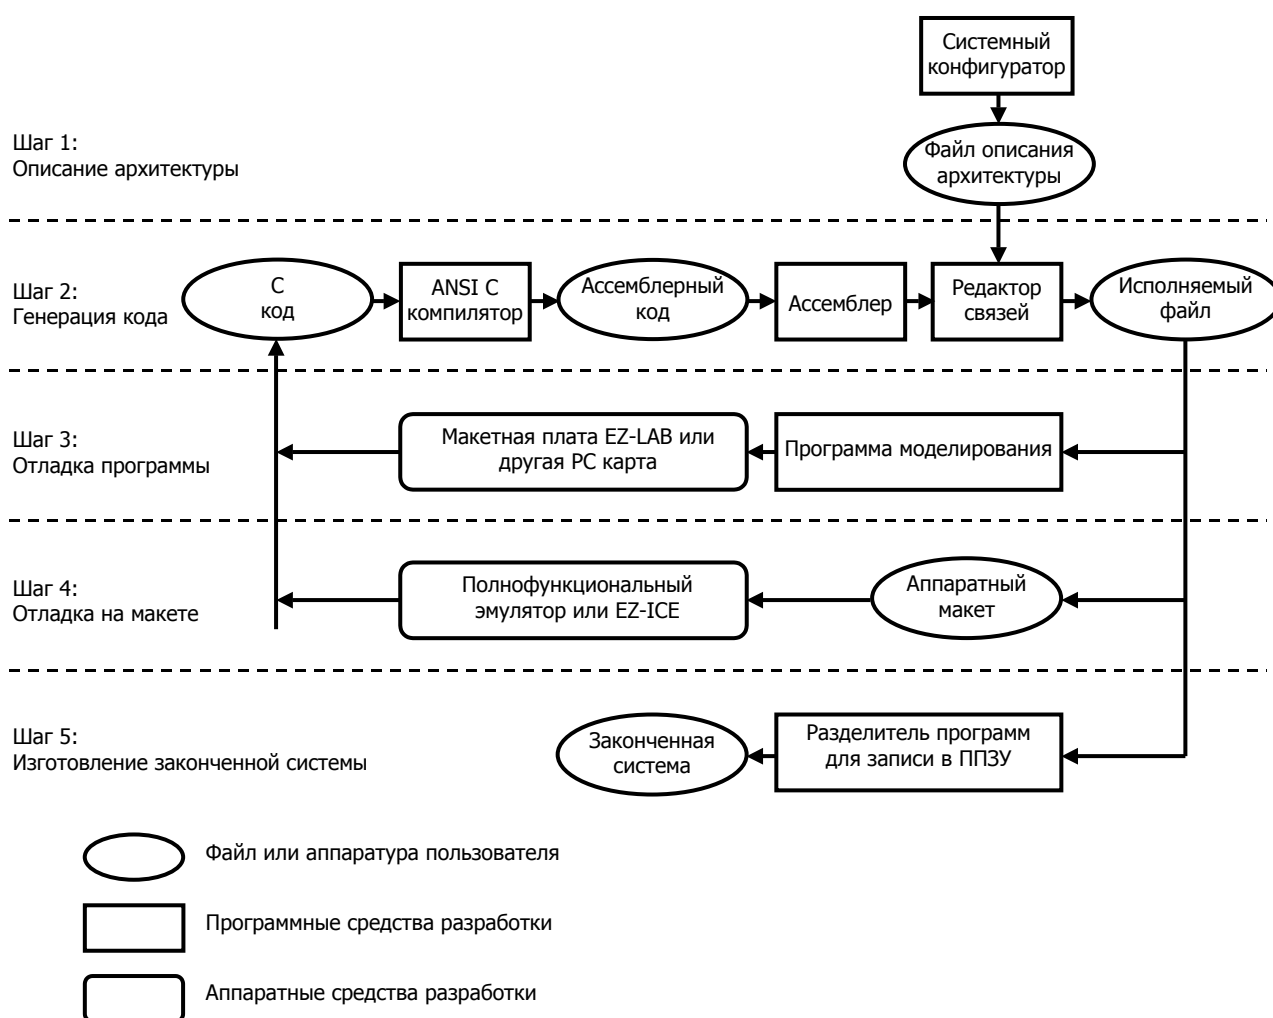 Системный
конфигуратор
Шаг 1:
Описание архитектуры
Файл описания
архитектуры
Шаг 2:
Генерация кода
С
код
ANSI C
компилятор
Ассемблерный
код
Ассемблер
Редактор
связей
Исполняемый
файл
Шаг 3:
Отладка программы
Макетная плата EZ-LAB или
другая PC карта
Программа моделирования
Шаг 4:
Отладка на макете
Полнофункциональный
эмулятор или EZ-ICE
Аппаратный
макет
Шаг 5:
Изготовление законченной системы
Законченная
система
Разделитель программ
для записи в ППЗУ
Файл или аппаратура пользователя
Программные средства разработки
Аппаратные средства разработки